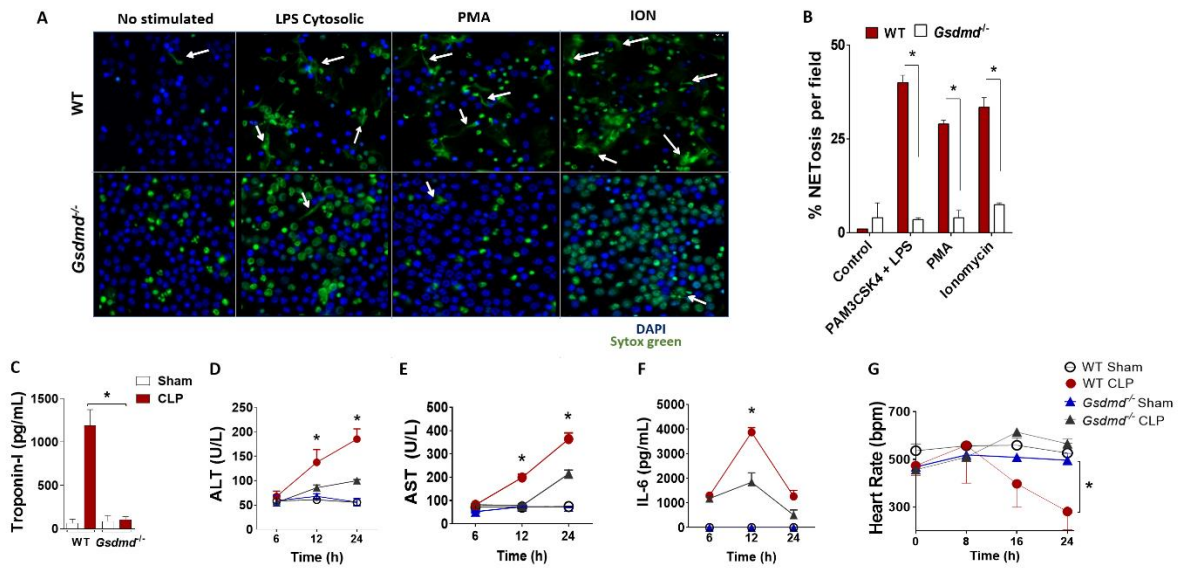 A
No stimulated LPS Cytosolic PMA ION
WT
Gsdmd-/-
DAPI
Sytox green
B
WT Gsdmd-/-
% NETosis per field
50
25
0
* * *
Control
PAM3CSK4 + LPS
PMA
Ionomycin
C
Sham
CLP
Troponin-I (pg/mL)
1500
1000
500
0
*
WT Gsdmd-/-
D
ALT (U/L)
250
200
150
100
50
0
* *
6 12 24
Time (h)
E
AST (U/L)
500
400
300
200
100
0
* *
6 12 24
Time (h)
F
IL-6 (pg/mL)
5000
4000
3000
2000
1000
0
*
6 12 24
Time (h)
G
WT Sham
WT CLP
Gsdmd-/- Sham
Gsdmd-/- CLP
Heart Rate (bpm)
700
500
300
*
0 8 16 24
Time (h)